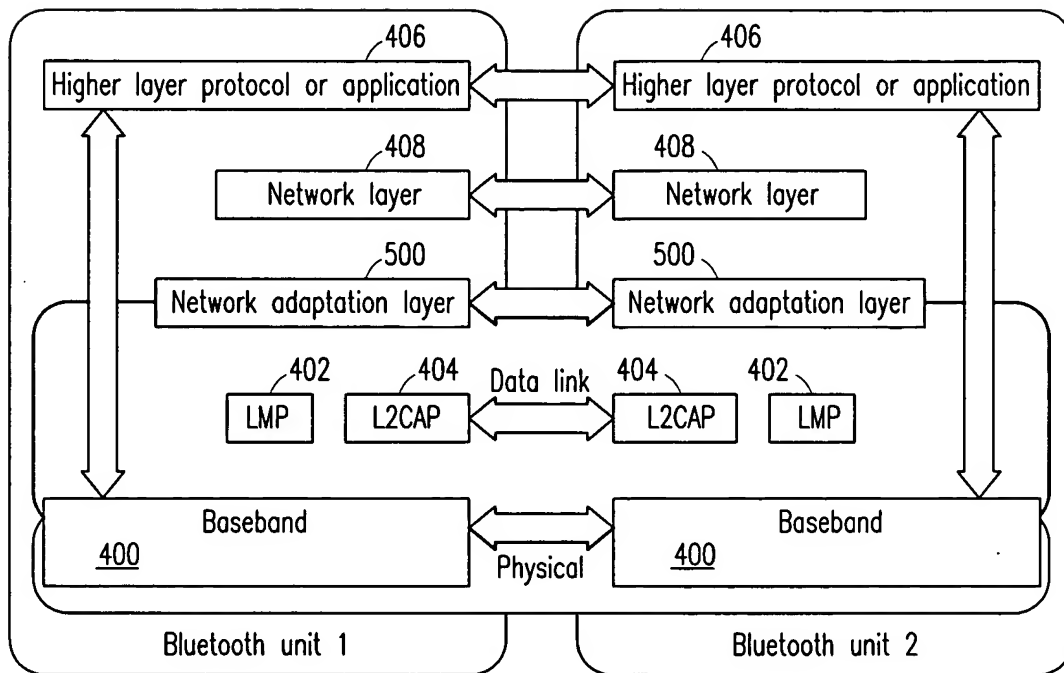 406 406
Higher layer protocol or application Higher layer protocol or application
408 408
Network layer Network layer
500 500
Network adaptation layer Network adaptation layer
402 404 Data link 404 402
LMP L2CAP L2CAP LMP
Baseband Baseband
400 Physical 400
Bluetooth unit 1 Bluetooth unit 2